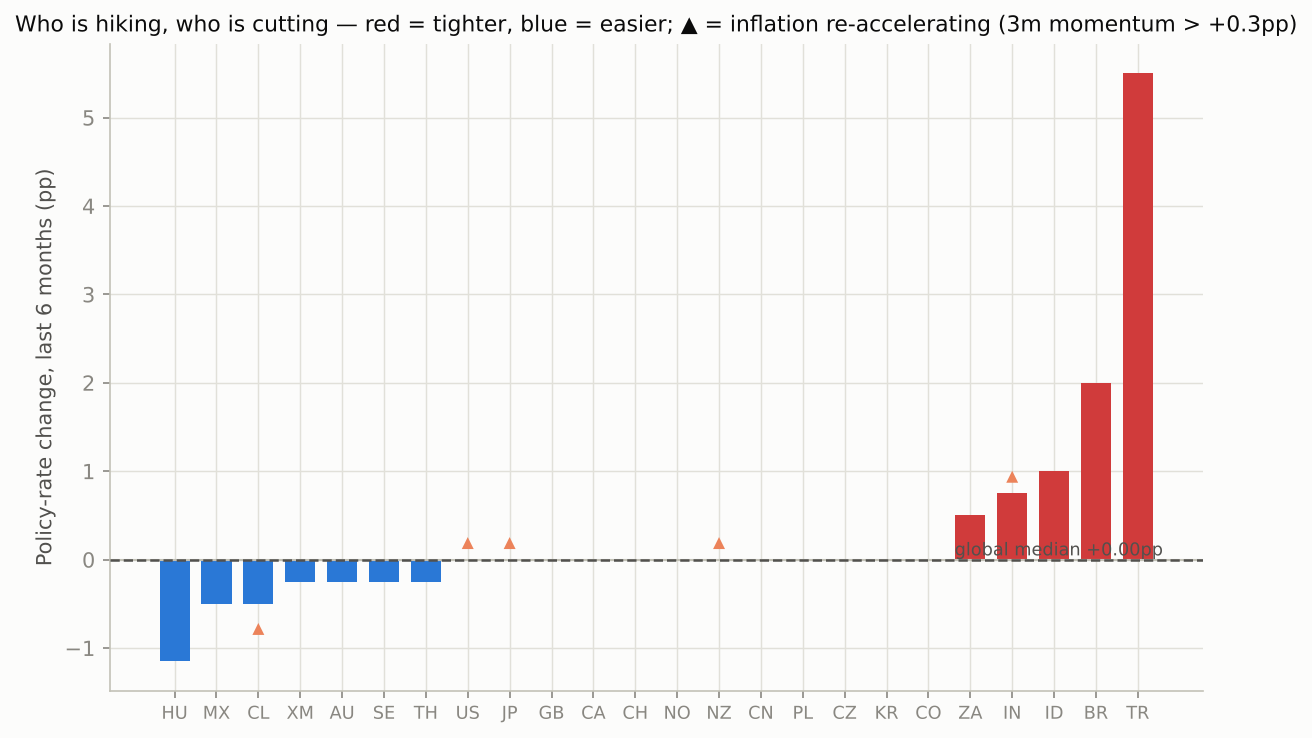 Who is hiking, who is cutting — red = tighter, blue = easier; ▲ = inflation re-accelerating (3m momentum > +0.3pp)
Policy-rate change, last 6 months (pp)
5
4
3
2
1
0
−1
global median +0.00pp
HU MX CL XM AU SE TH US JP GB CA CH NO NZ CN PL CZ KR CO ZA IN ID BR TR